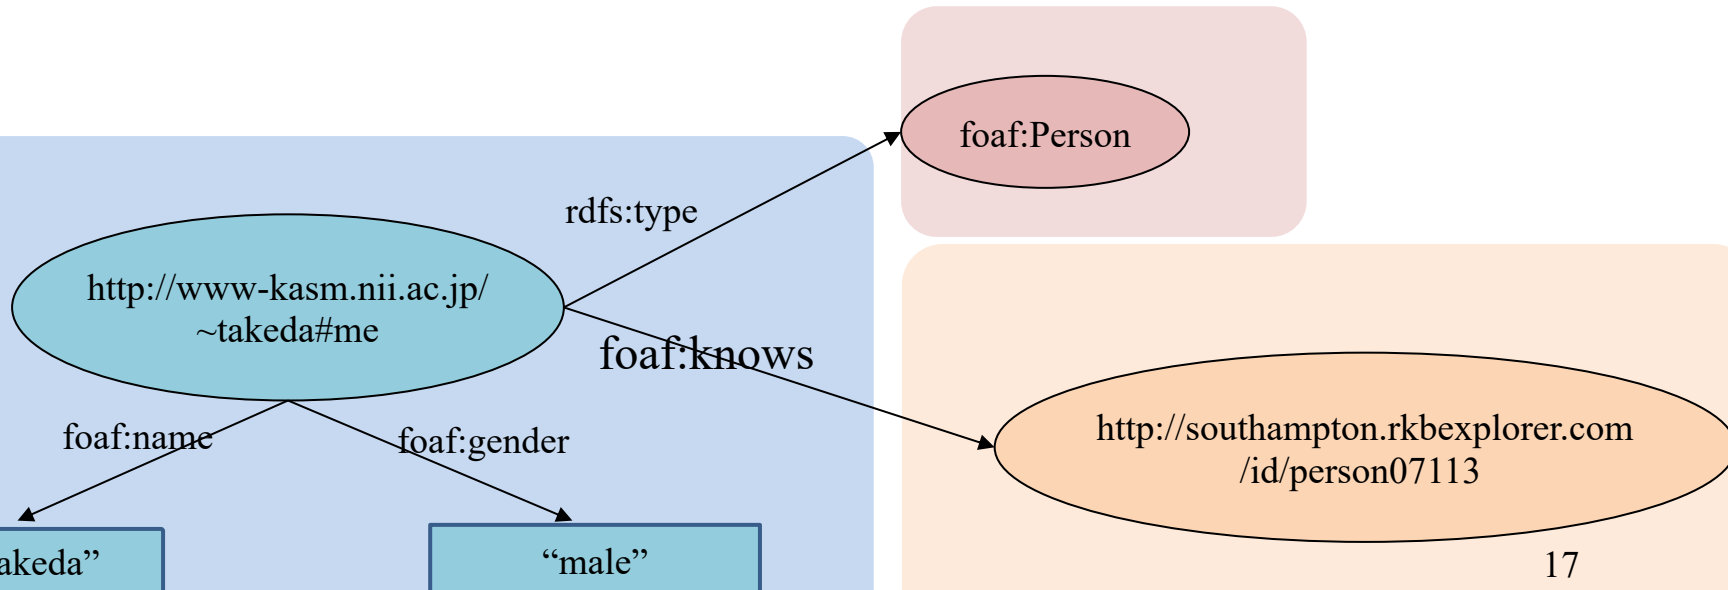 foaf:Person
rdfs:type
http://www-kasm.nii.ac.jp/
~takeda#me
foaf:knows
foaf:name
foaf:gender
http://southampton.rkbexplorer.com
/id/person07113
akeda”
“male”
17